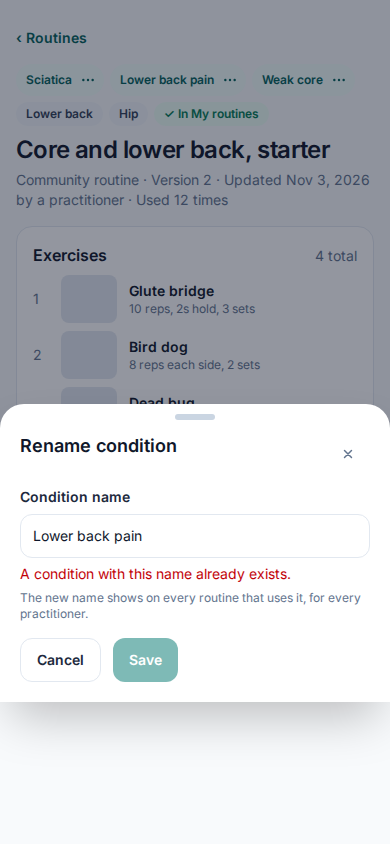 ‹ Routines
Sciatica ··· Lower back pain ··· Weak core ···
Lower back Hip ✓ In My routines
Core and lower back, starter
Community routine · Version 2 · Updated Nov 3, 2026
by a practitioner · Used 12 times
Exercises 4 total
1 Glute bridge
10 reps, 2s hold, 3 sets
2 Bird dog
8 reps each side, 2 sets
Dead bug
Rename condition
×
Condition name
Lower back pain
A condition with this name already exists.
The new name shows on every routine that uses it, for every
practitioner.
Cancel Save